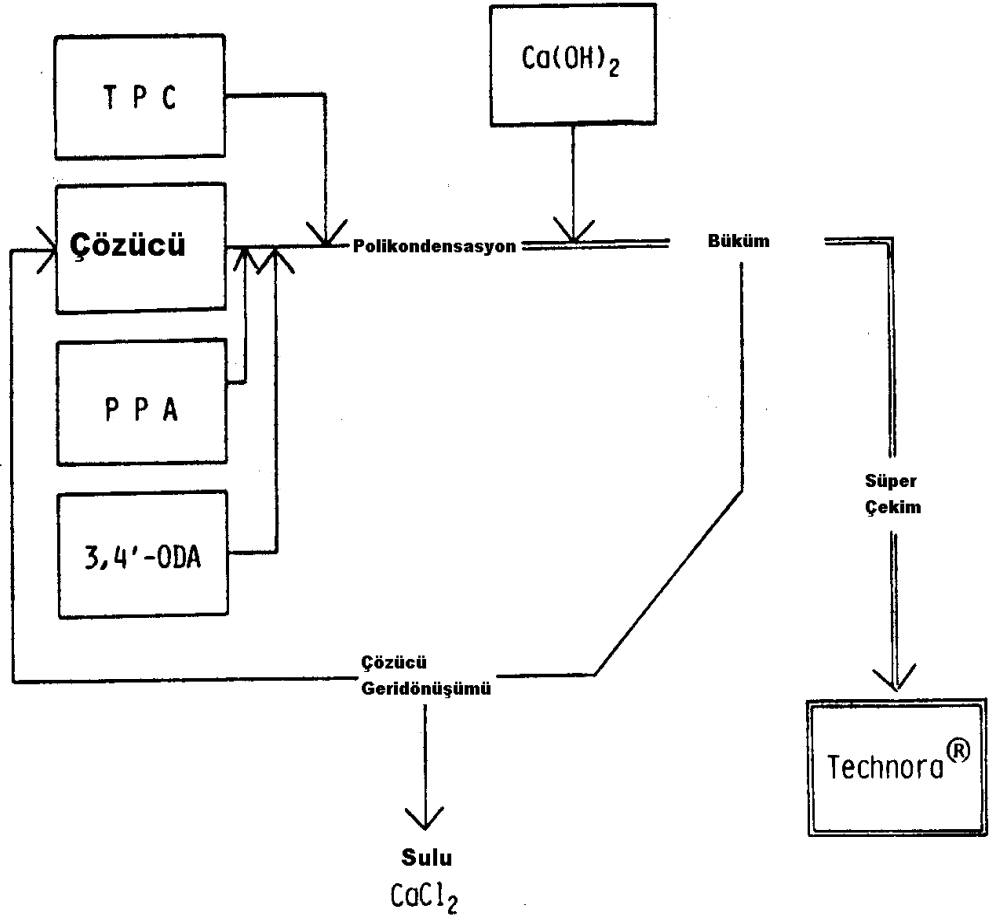 T P C
Ca(OH)₂
Çözücü
Polikondensasyon
Büküm
P P A
Süper
Çekim
3,4'-ODA
Çözücü
Geridönüşümü
Technora®
Sulu
CaCl₂